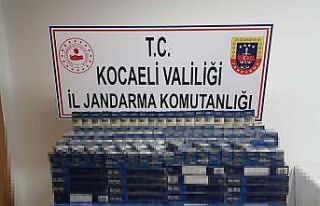 T.C.
KOCAELİ VALİLİĞİ
İL JANDARMA KOMUTANLIĞI